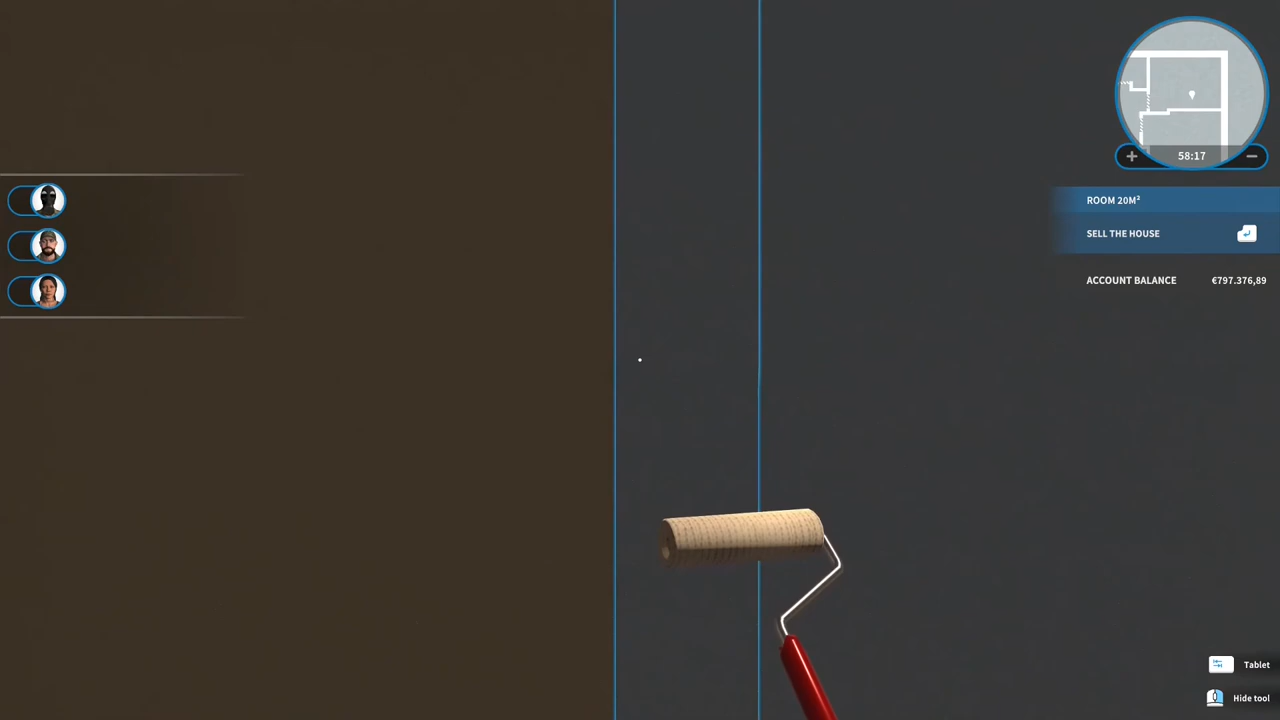 58:17
ROOM 20M²
SELL THE HOUSE
ACCOUNT BALANCE €797.376,89
Tablet
Hide tool